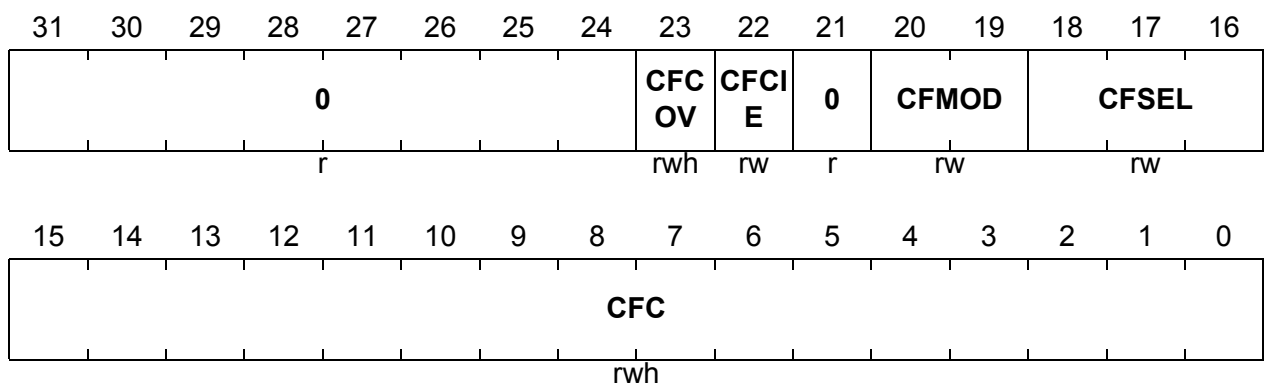 31 30 29 28 27 26 25 24 23 22 21 20 19 18 17 16
0 CFC OV CFCI E 0 CFMOD CFSEL
r rwh rw r rw rw
15 14 13 12 11 10 9 8 7 6 5 4 3 2 1 0
CFC
rwh